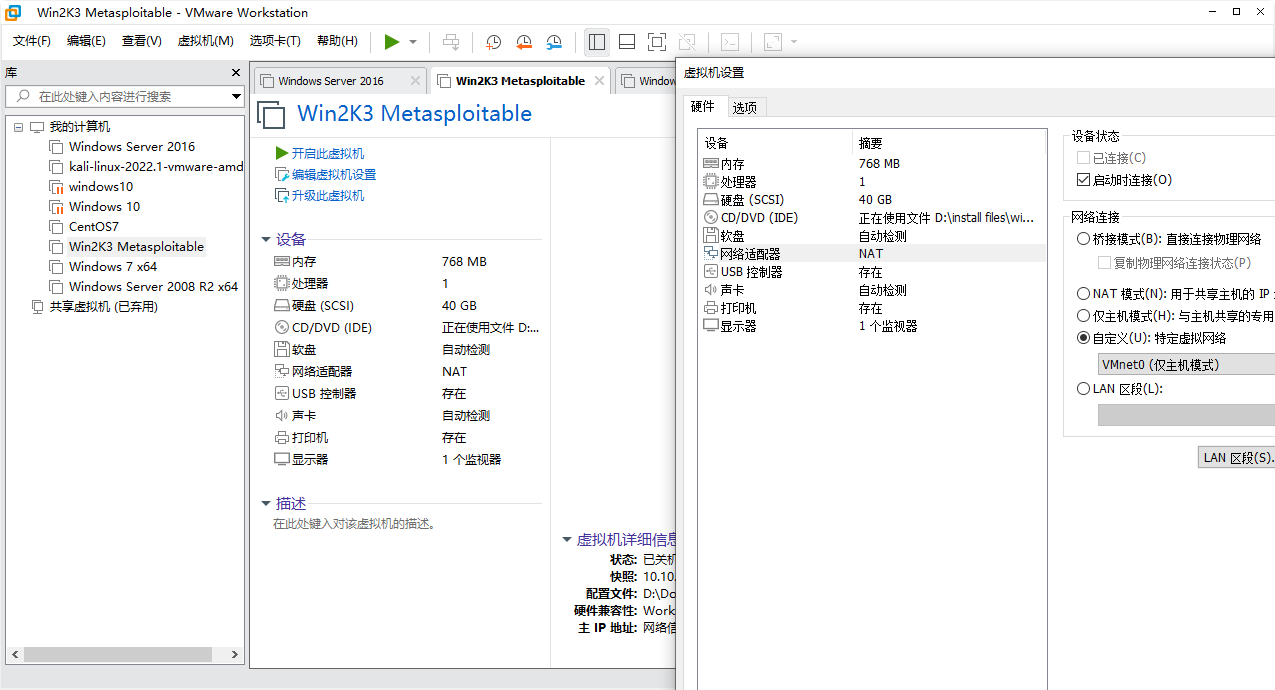 Win2K3 Metasploitable - VMware Workstation
文件(F) 编辑(E) 查看(V) 虚拟机(M) 选项卡(T) 帮助(H)
库
在此处键入内容进行搜索
我的计算机
Windows Server 2016
kali-linux-2022.1-vmware-amd
windows10
Windows 10
CentOS7
Win2K3 Metasploitable
Windows 7 x64
Windows Server 2008 R2 x64
共享虚拟机 (已弃用)
Windows Server 2016
Win2K3 Metasploitable
Window
Win2K3 Metasploitable
开启此虚拟机
编辑虚拟机设置
升级此虚拟机
设备
内存 768 MB
处理器 1
硬盘 (SCSI) 40 GB
CD/DVD (IDE) 正在使用文件 D:...
软盘 自动检测
网络适配器 NAT
USB 控制器 存在
声卡 自动检测
打印机 存在
显示器 1 个监视器
描述
在此处键入对该虚拟机的描述。
虚拟机详细信息
状态: 已关机
快照: 10.10.
配置文件: D:\Do
硬件兼容性: Work
主 IP 地址: 网络信
虚拟机设置
硬件 选项
设备 摘要
内存 768 MB
处理器 1
硬盘 (SCSI) 40 GB
CD/DVD (IDE) 正在使用文件 D:\install files\wi...
软盘 自动检测
网络适配器 NAT
USB 控制器 存在
声卡 自动检测
打印机 存在
显示器 1 个监视器
设备状态
已连接(C)
启动时连接(O)
网络连接
桥接模式(B): 直接连接物理网络
复制物理网络连接状态(P)
NAT 模式(N): 用于共享主机的 IP
仅主机模式(H): 与主机共享的专用
自定义(U): 特定虚拟网络
VMnet0 (仅主机模式)
LAN 区段(L):
LAN 区段(S).